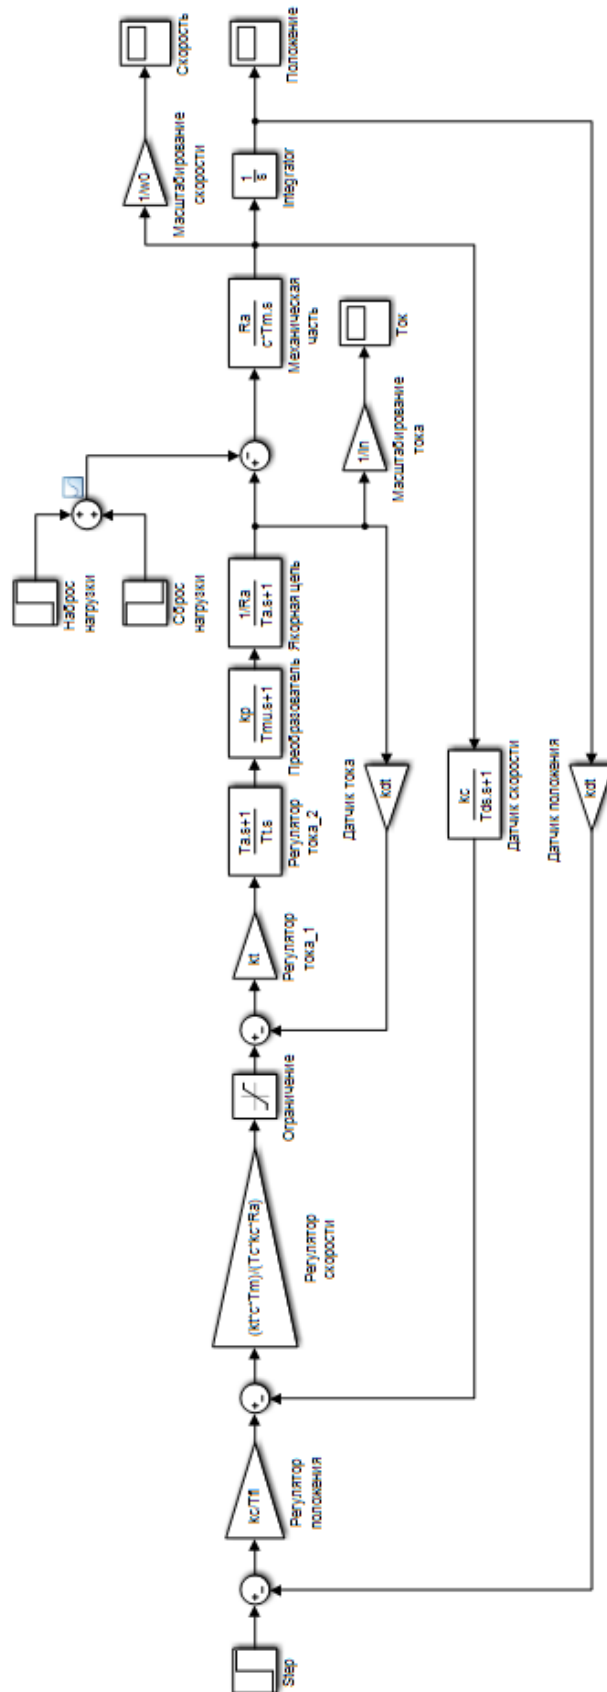 Step
+
-
kc/Tfl
Регулятор
положения
+
-
(kt*c*Tm)/(Tc*kc*Ra)
Регулятор
скорости
Ограничение
+
-
kt
Регулятор
тока_1
Ta.s+1
Tt.s
Регулятор
тока_2
kp
Tmu.s+1
Преобразователь
1/Ra
Ta.s+1
Якорная цепь
Наброс
нагрузки
Сброс
нагрузки
+
+
+
-
Ra
c*Tm.s
Механическая
часть
1/w0
Масштабирование
скорости
Скорость
1
s
Integrator
Положение
1/In
Масштабирование
тока
Ток
kdt
Датчик тока
kc
Tds.s+1
Датчик скорости
kdt
Датчик положения